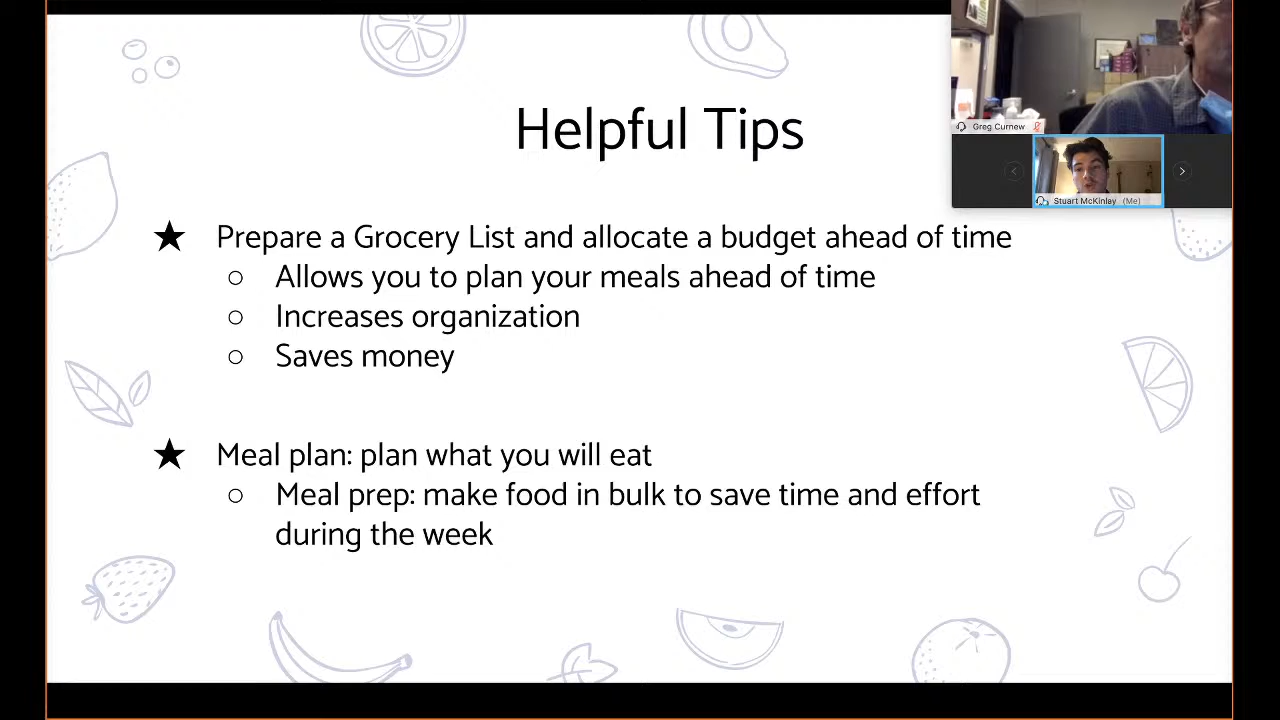 Helpful Tips
Greg Curnew
Stuart McKinlay (Me)
★ Prepare a Grocery List and allocate a budget ahead of time
○ Allows you to plan your meals ahead of time
○ Increases organization
○ Saves money
★ Meal plan: plan what you will eat
○ Meal prep: make food in bulk to save time and effort
during the week